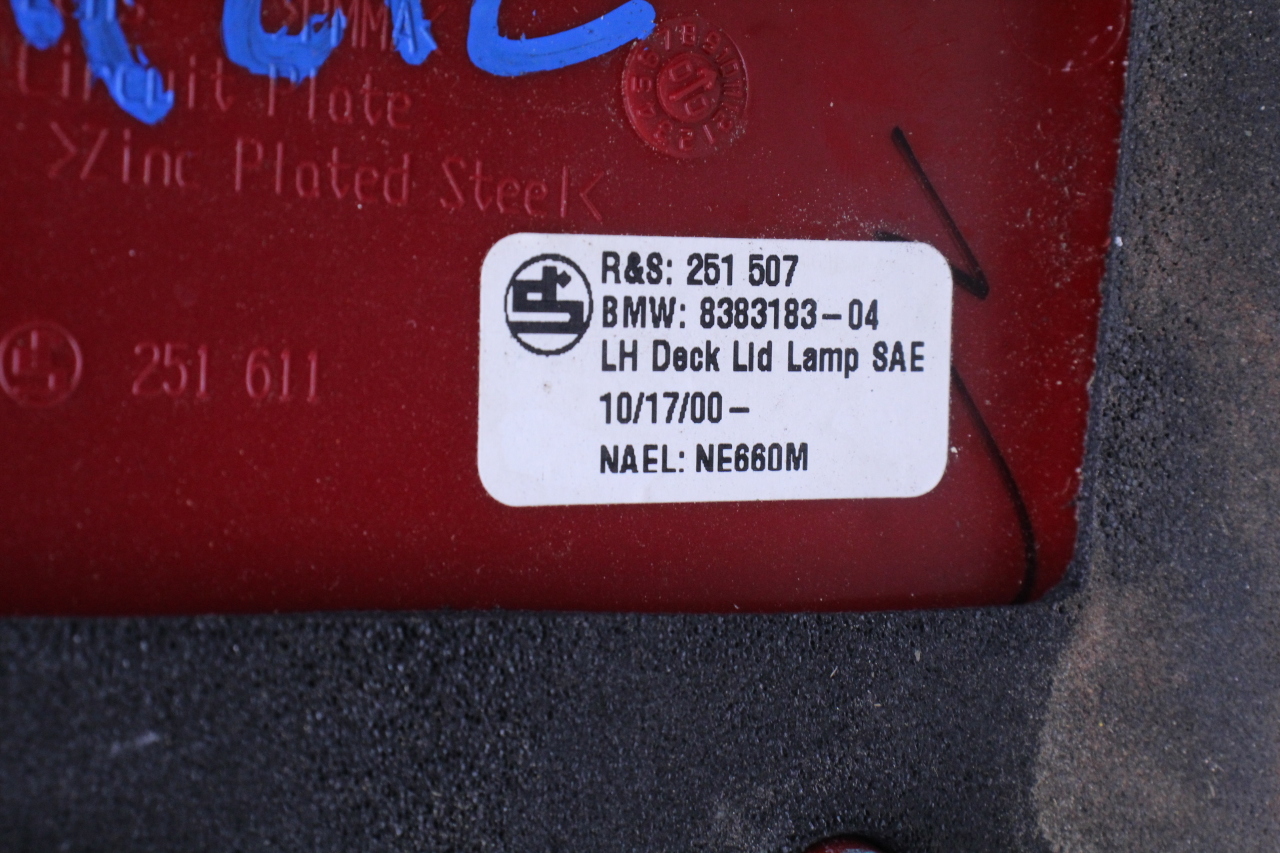 PMMA
Circuit Plate
>Zinc Plated Steel<
R&S: 251 507
BMW: 8383183-04
LH Deck Lid Lamp SAE
10/17/00-
NAEL: NE660M
251 611